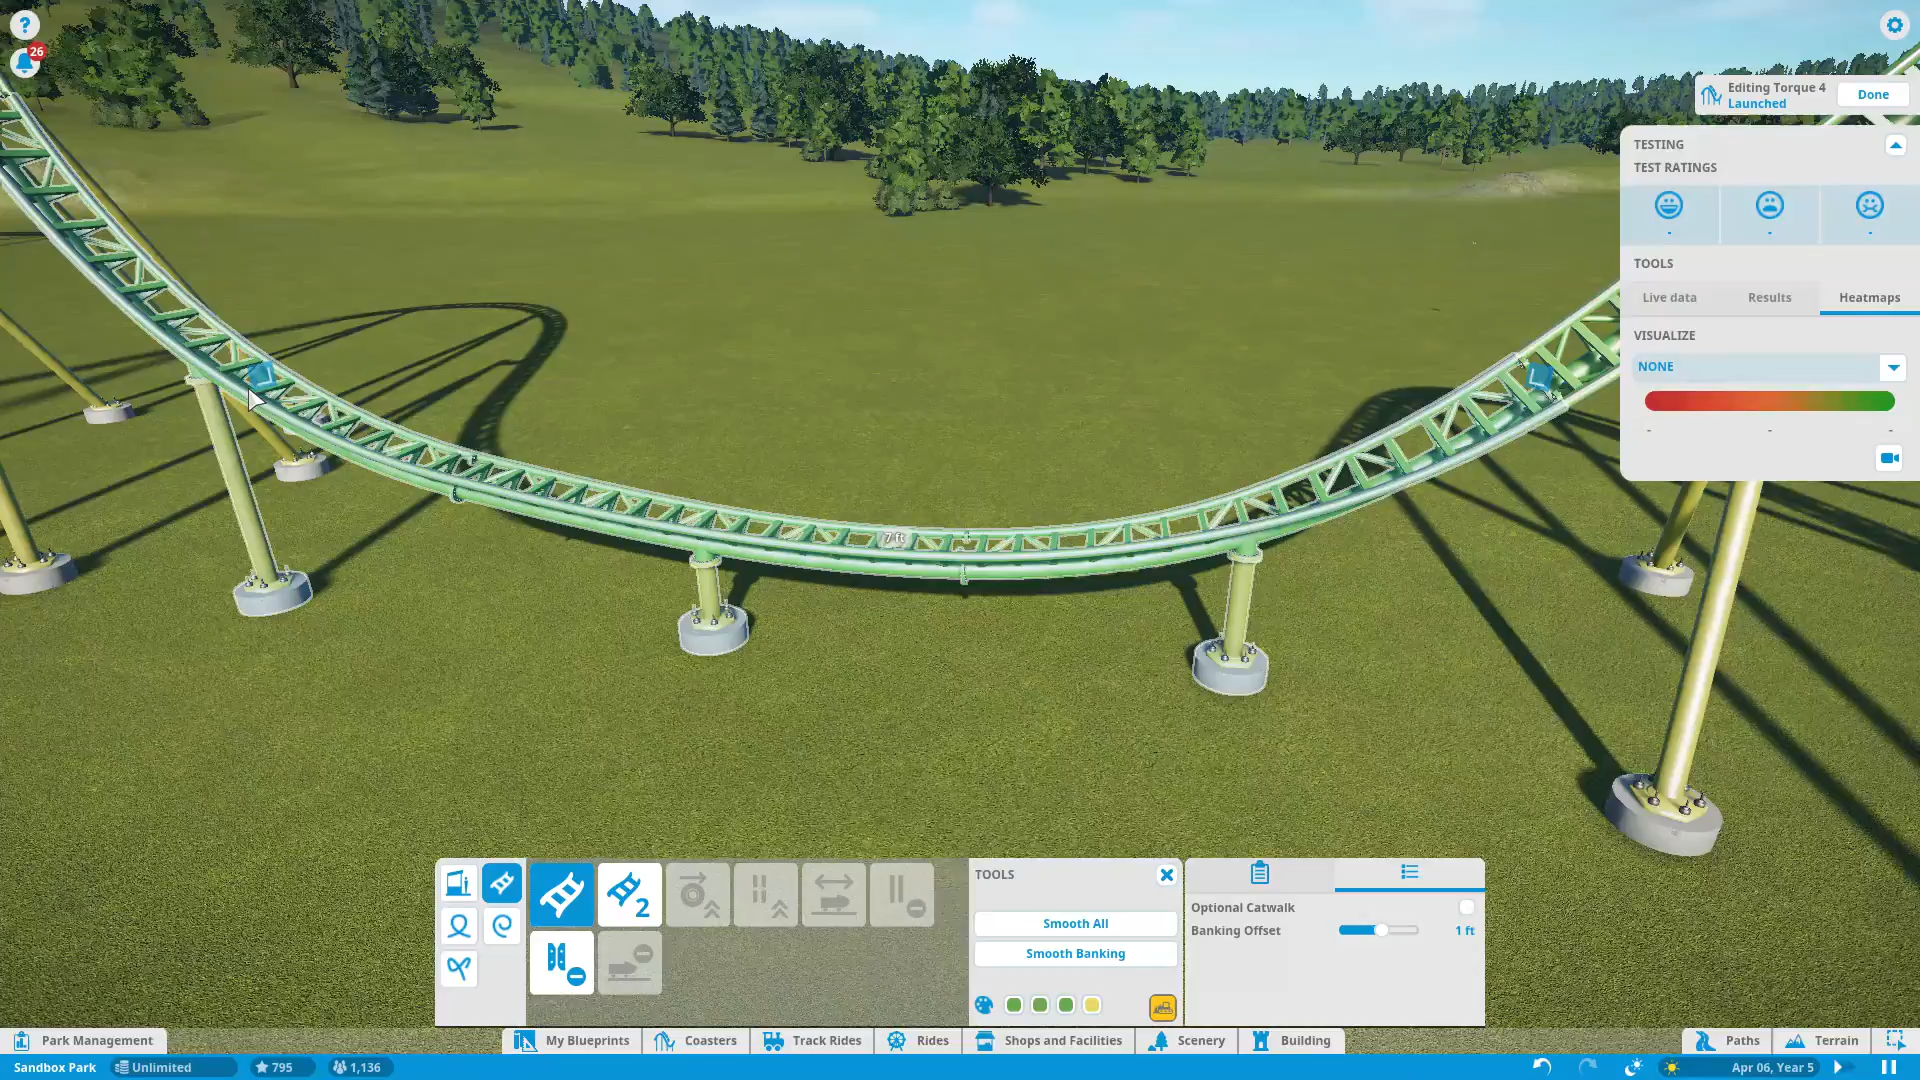 ?
26
Editing Torque 4
Launched
Done
TESTING
TEST RATINGS
-
-
-
TOOLS
Live data
Results
Heatmaps
VISUALIZE
NONE
-
-
-
7 ft
2
TOOLS
Smooth All
Smooth Banking
Optional Catwalk
Banking Offset
1 ft
Park Management
My Blueprints
Coasters
Track Rides
Rides
Shops and Facilities
Scenery
Building
Paths
Terrain
Sandbox Park
Unlimited
795
1,136
Apr 06, Year 5